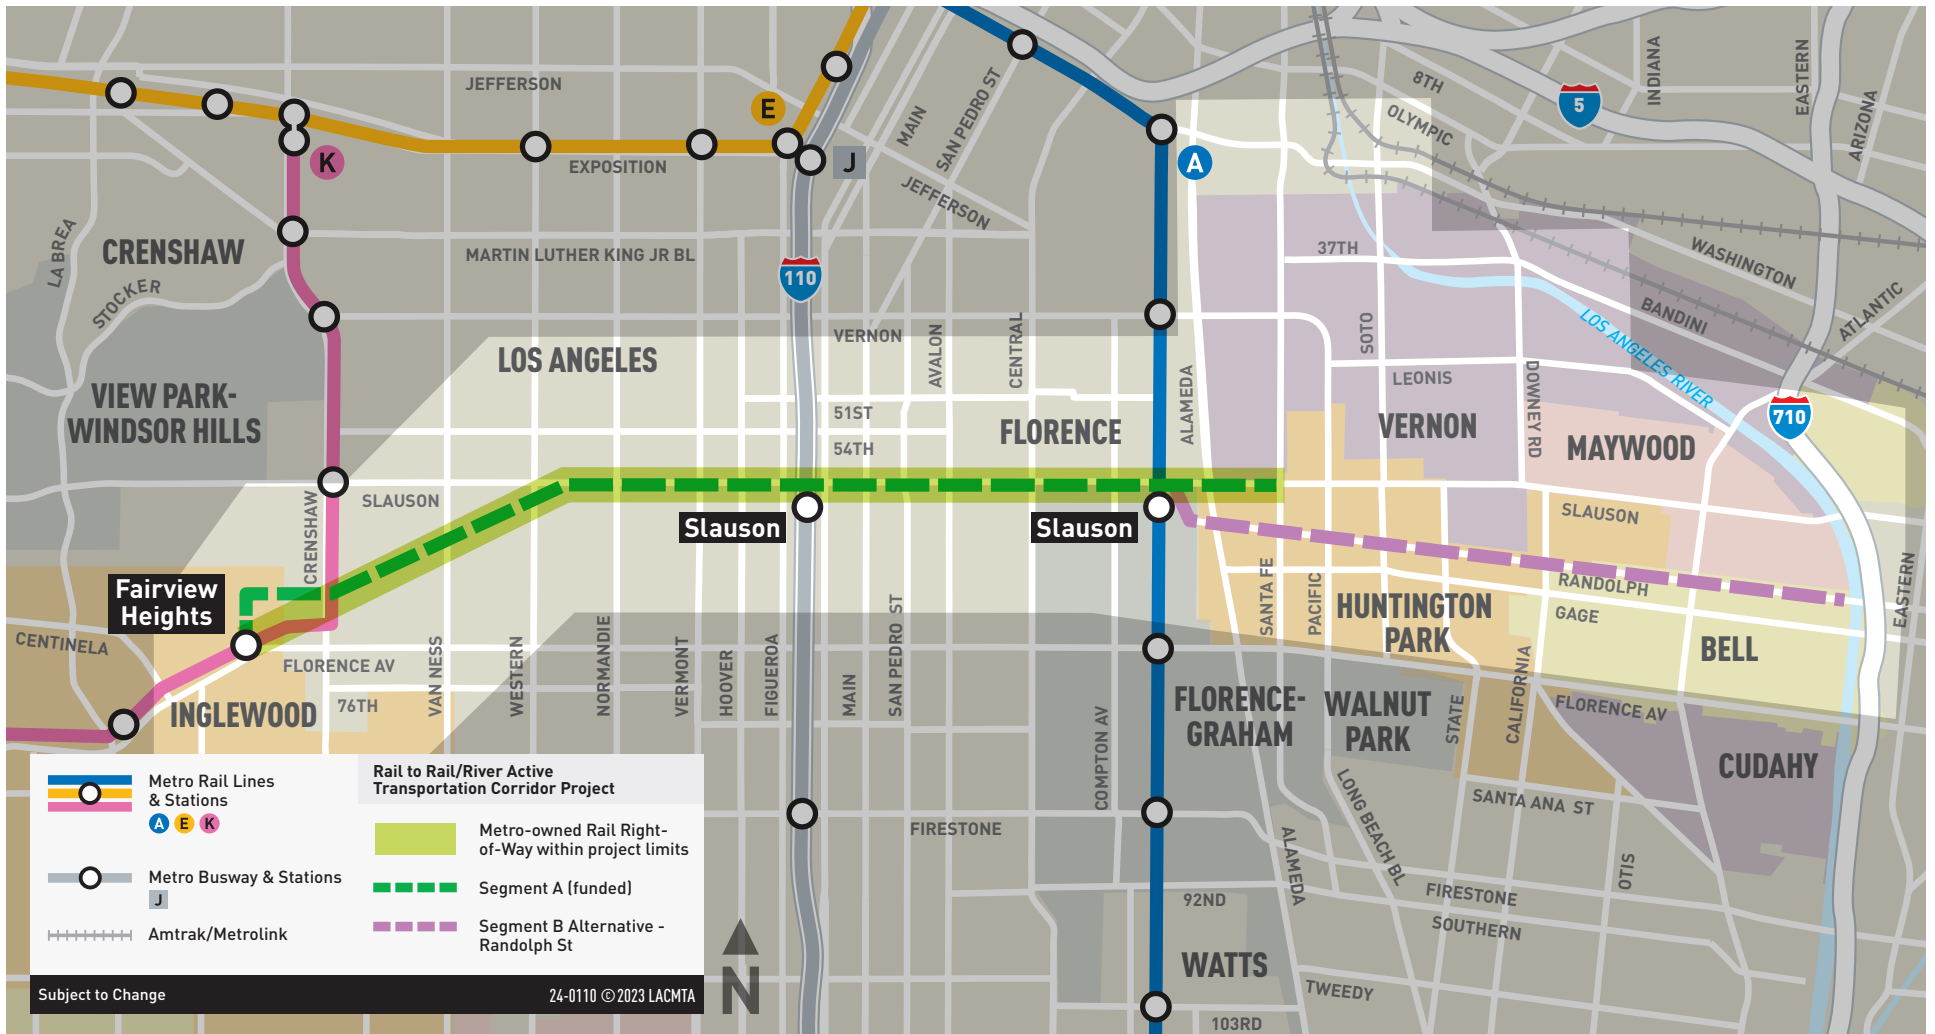 JEFFERSON
E
K
EXPOSITION
J
MAIN
SAN PEDRO ST
JEFFERSON
A
8TH
OLYMPIC
5
INDIANA
EASTERN
ARIZONA
LA BREA
CRENSHAW
STOCKER
MARTIN LUTHER KING JR BL
110
37TH
WASHINGTON
BANDINI
ATLANTIC
LOS ANGELES RIVER
VERNON
AVALON
CENTRAL
SOTO
LOS ANGELES
VIEW PARK-
WINDSOR HILLS
ALAMEDA
LEONIS
DOWNEY RD
51ST
FLORENCE
VERNON
MAYWOOD
710
54TH
CRENSHAW
SLAUSON
Slauson
Slauson
SLAUSON
Fairview
Heights
SANTA FE
PACIFIC
RANDOLPH
GAGE
EASTERN
HUNTINGTON
PARK
BELL
CENTINELA
FLORENCE AV
VAN NESS
WESTERN
NORMANDIE
VERMONT
HOOVER
FIGUEROA
MAIN
SAN PEDRO ST
INGLEWOOD
76TH
COMPTON AV
FLORENCE-
GRAHAM
WALNUT
PARK
STATE
CALIFORNIA
FLORENCE AV
CUDAHY
LONG BEACH BL
SANTA ANA ST
FIRESTONE
ALAMEDA
OTIS
92ND
FIRESTONE
SOUTHERN
WATTS
TWEEDY
103RD
N
Metro Rail Lines
& Stations
A E K
Metro Busway & Stations
J
Amtrak/Metrolink
Rail to Rail/River Active
Transportation Corridor Project
Metro-owned Rail Right-
of-Way within project limits
Segment A (funded)
Segment B Alternative -
Randolph St
Subject to Change
24-0110 ©2023 LACMTA